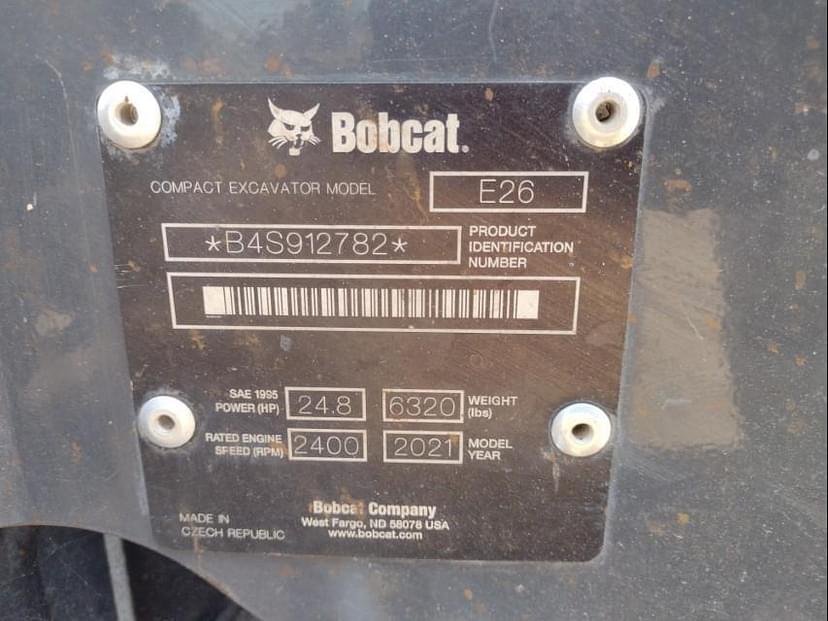 Bobcat.
COMPACT EXCAVATOR MODEL E26
*B4S912782* PRODUCT
IDENTIFICATION
NUMBER
SAE 1995
POWER (HP) 24.8 6320 WEIGHT
(lbs)
RATED ENGINE
SPEED (RPM) 2400 2021 MODEL
YEAR
Bobcat Company
West Fargo, ND 58078 USA
www.bobcat.com
MADE IN
CZECH REPUBLIC